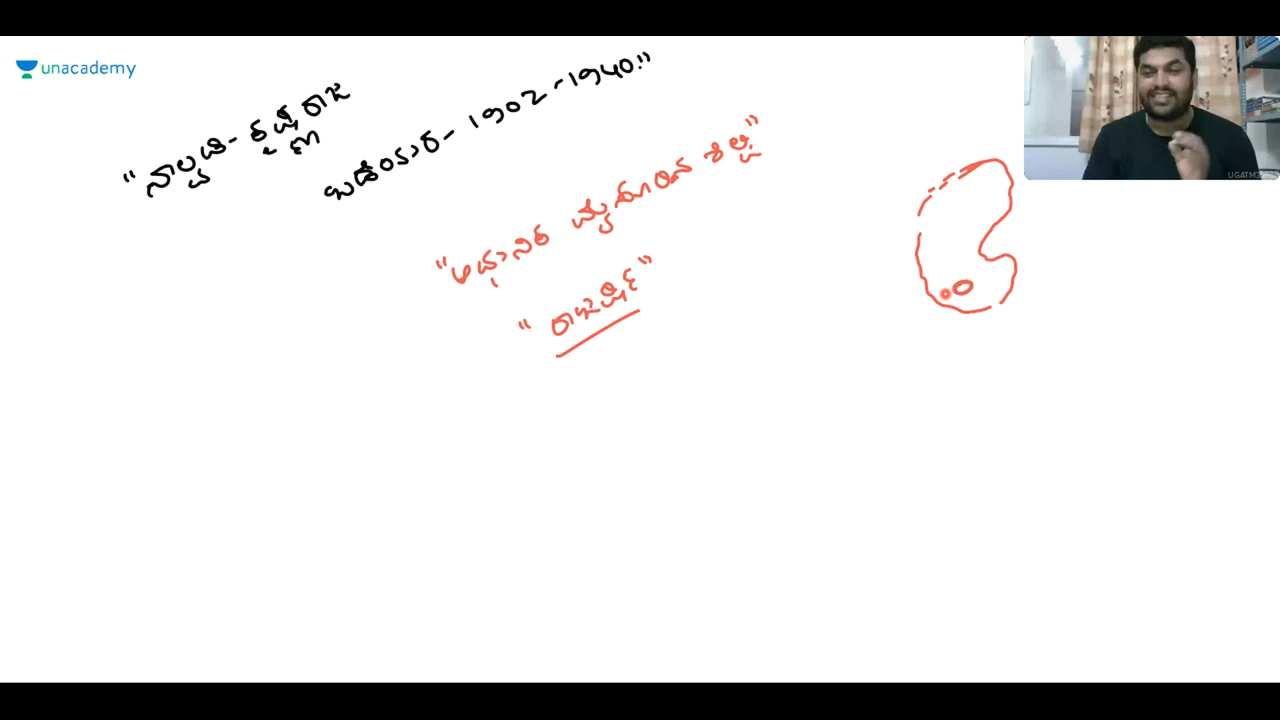 unacademy
"ನಾಲ್ವಡಿ - ಕೃಷ್ಣರಾಜ
ಒಡೆಯರ - 1902 - 1940."
"ಆಧುನಿಕ ಮೈಸೂರಿನ ಶಿಲ್ಪಿ"
"ರಾಜರ್ಷಿ"